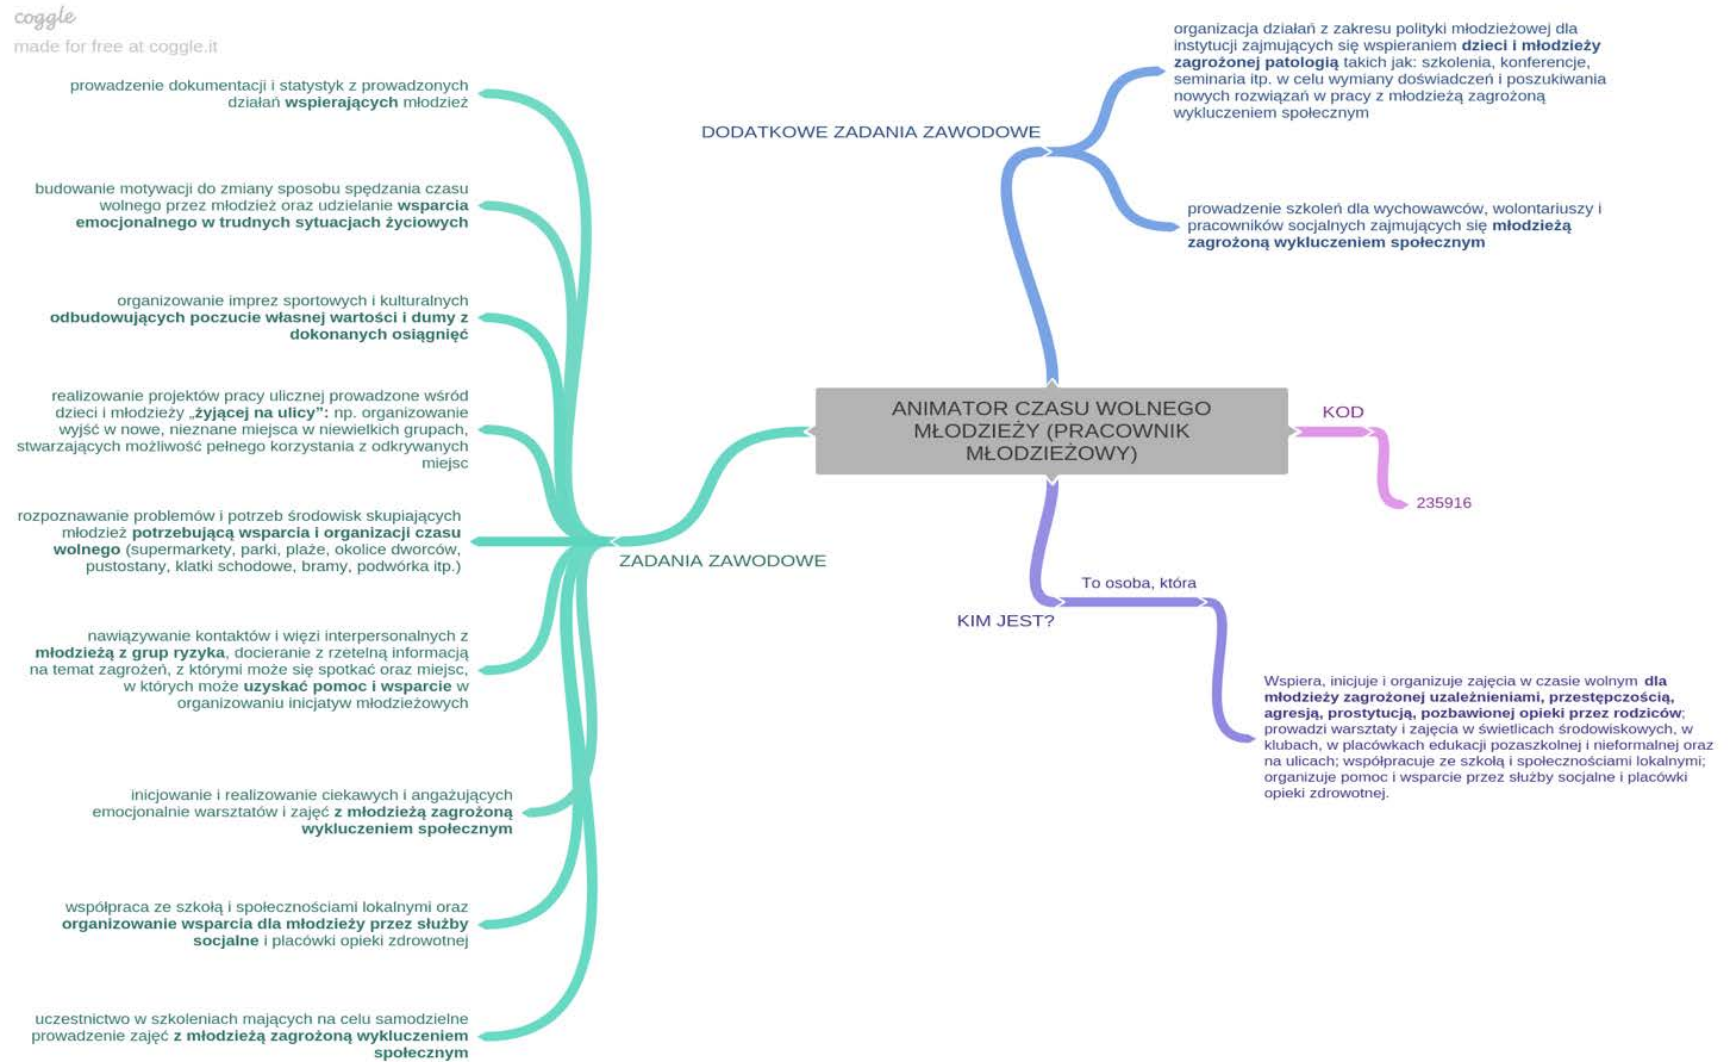 coggle
made for free at coggle.it
prowadzenie dokumentacji i statystyk z prowadzonych
działań wspierających młodzież
budowanie motywacji do zmiany sposobu spędzania czasu
wolnego przez młodzież oraz udzielanie wsparcia
emocjonalnego w trudnych sytuacjach życiowych
organizowanie imprez sportowych i kulturalnych
odbudowujących poczucie własnej wartości i dumy z
dokonanych osiągnięć
realizowanie projektów pracy ulicznej prowadzone wśród
dzieci i młodzieży „żyjącej na ulicy”: np. organizowanie
wyjść w nowe, nieznane miejsca w niewielkich grupach,
stwarzających możliwość pełnego korzystania z odkrywanych
miejsc
rozpoznawanie problemów i potrzeb środowisk skupiających
młodzież potrzebującą wsparcia i organizacji czasu
wolnego (supermarkety, parki, plaże, okolice dworców,
pustostany, klatki schodowe, bramy, podwórka itp.)
nawiązywanie kontaktów i więzi interpersonalnych z
młodzieżą z grup ryzyka, docieranie z rzetelną informacją
na temat zagrożeń, z którymi może się spotkać oraz miejsc,
w których może uzyskać pomoc i wsparcie w
organizowaniu inicjatyw młodzieżowych
inicjowanie i realizowanie ciekawych i angażujących
emocjonalnie warsztatów i zajęć z młodzieżą zagrożoną
wykluczeniem społecznym
współpraca ze szkołą i społecznościami lokalnymi oraz
organizowanie wsparcia dla młodzieży przez służby
socjalne i placówki opieki zdrowotnej
uczestnictwo w szkoleniach mających na celu samodzielne
prowadzenie zajęć z młodzieżą zagrożoną wykluczeniem
społecznym
ZADANIA ZAWODOWE
DODATKOWE ZADANIA ZAWODOWE
organizacja działań z zakresu polityki młodzieżowej dla
instytucji zajmujących się wspieraniem dzieci i młodzieży
zagrożonej patologią takich jak: szkolenia, konferencje,
seminaria itp. w celu wymiany doświadczeń i poszukiwania
nowych rozwiązań w pracy z młodzieżą zagrożoną
wykluczeniem społecznym
prowadzenie szkoleń dla wychowawców, wolontariuszy i
pracowników socjalnych zajmujących się młodzieżą
zagrożoną wykluczeniem społecznym
ANIMATOR CZASU WOLNEGO
MŁODZIEŻY (PRACOWNIK
MŁODZIEŻOWY)
KOD
235916
KIM JEST?
To osoba, która
Wspiera, inicjuje i organizuje zajęcia w czasie wolnym dla
młodzieży zagrożonej uzależnieniami, przestępczością,
agresją, prostytucją, pozbawionej opieki przez rodziców;
prowadzi warsztaty i zajęcia w świetlicach środowiskowych, w
klubach, w placówkach edukacji pozaszkolnej i nieformalnej oraz
na ulicach; współpracuje ze szkołą i społecznościami lokalnymi;
organizuje pomoc i wsparcie przez służby socjalne i placówki
opieki zdrowotnej.